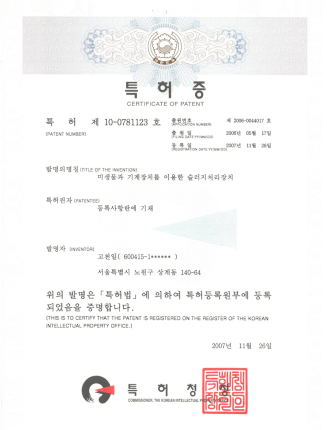 특허증
CERTIFICATE OF PATENT
특 허 제 10-0781123 호
(PATENT NUMBER)
출원번호 제 2006-0044017 호
(APPLICATION NUMBER)
출원일 2006년 05월 17일
(FILING DATE:YY/MM/DD)
등록일 2007년 11월 26일
(REGISTRATION DATE:YY/MM/DD)
발명의명칭 (TITLE OF THE INVENTION)
미생물과 기계장치를 이용한 슬러지처리장치
특허권자 (PATENTEE)
등록사항란에 기재
발명자 (INVENTOR)
고천일( 600415-1****** )
서울특별시 노원구 상계동 140-64
위의 발명은「특허법」에 의하여 특허등록원부에 등록
되었음을 증명합니다.
(THIS IS TO CERTIFY THAT THE PATENT IS REGISTERED ON THE REGISTER OF THE KOREAN
INTELLECTUAL PROPERTY OFFICE.)
2007년 11월 26일
특 허 청
COMMISSIONER, THE KOREAN INTELLECTUAL PROPERTY OFFICE